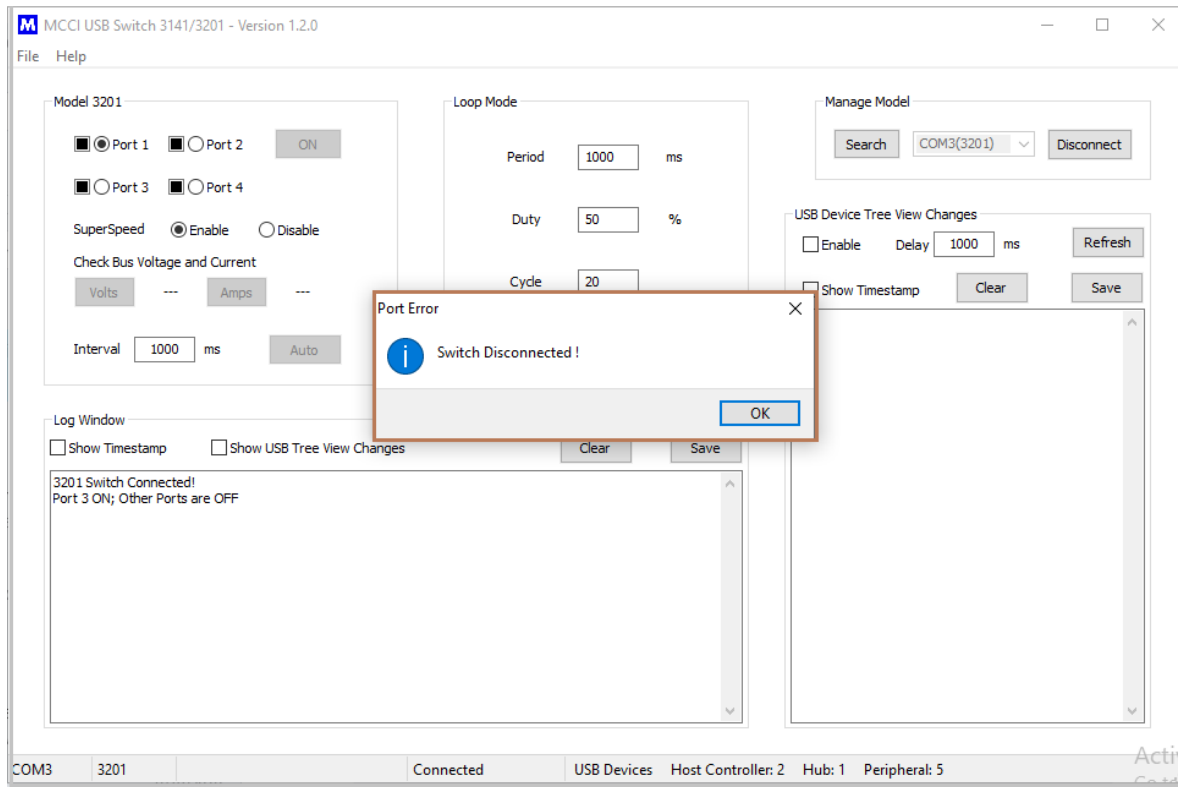 M MCCI USB Switch 3141/3201 - Version 1.2.0
File Help
Model 3201
Port 1 Port 2 ON
Port 3 Port 4
SuperSpeed Enable Disable
Check Bus Voltage and Current
Volts --- Amps ---
Interval 1000 ms Auto
Loop Mode
Period 1000 ms
Duty 50 %
Cycle 20
Manage Model
Search COM3(3201) Disconnect
USB Device Tree View Changes
Enable Delay 1000 ms Refresh
Show Timestamp Clear Save
Port Error
i Switch Disconnected !
OK
Log Window
Show Timestamp Show USB Tree View Changes Clear Save
3201 Switch Connected!
Port 3 ON; Other Ports are OFF
COM3 3201 Connected USB Devices Host Controller: 2 Hub: 1 Peripheral: 5
Acti